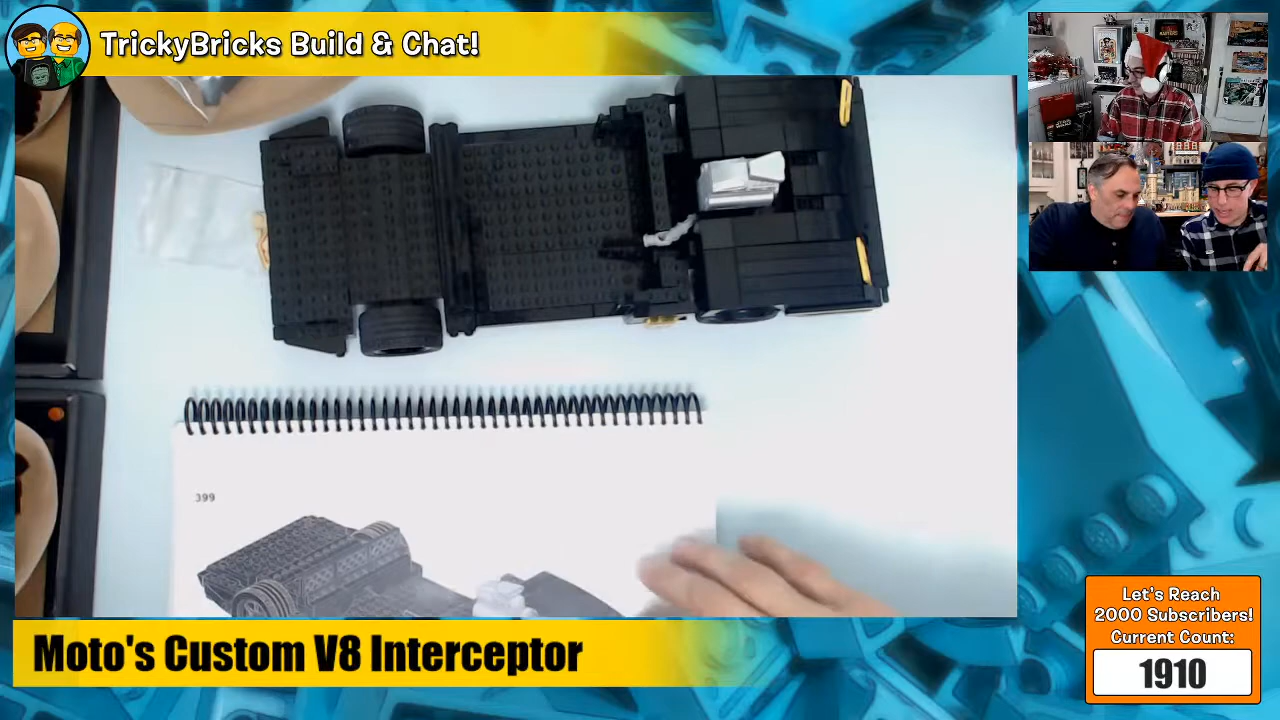 TrickyBricks Build & Chat!
399
Moto's Custom V8 Interceptor
Let's Reach
2000 Subscribers!
Current Count:
1910